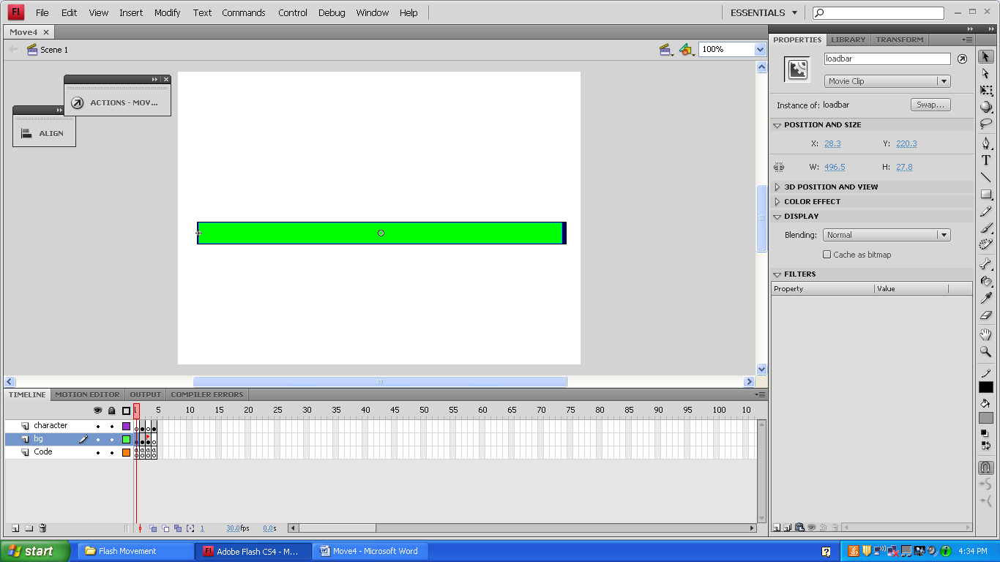 Fl File Edit View Insert Modify Text Commands Control Debug Window Help ESSENTIALS
Move4
Scene 1 100%
ACTIONS - MOV...
ALIGN
PROPERTIES LIBRARY TRANSFORM
loadbar
Movie Clip
Instance of: loadbar Swap...
POSITION AND SIZE
X: 28.3 Y: 220.3
W: 496.5 H: 27.8
3D POSITION AND VIEW
COLOR EFFECT
DISPLAY
Blending: Normal
Cache as bitmap
FILTERS
Property Value
T
TIMELINE MOTION EDITOR OUTPUT COMPILER ERRORS
1 5 10 15 20 25 30 35 40 45 50 55 60 65 70 75 80 85 90 95 100 10
character
bg
Code
a a a a
1 30.0fps 0.0s
start Flash Movement Fl Adobe Flash CS4 - M... Move4 - Microsoft Word ? 4:34 PM